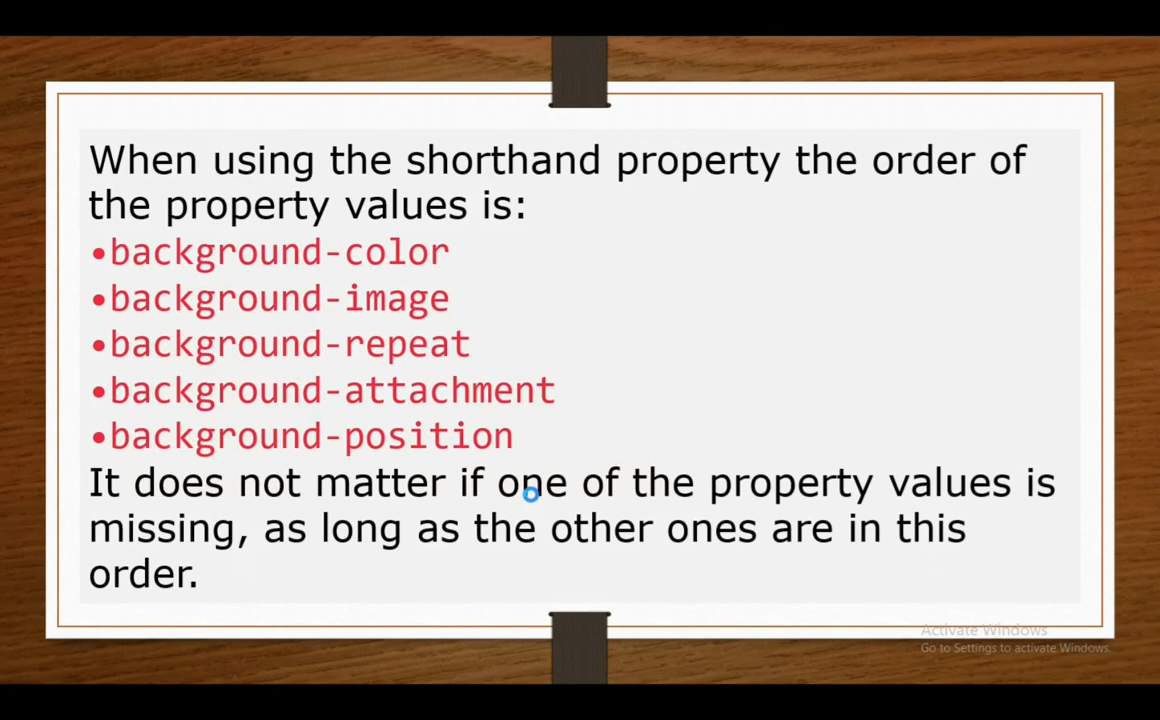 When using the shorthand property the order of
the property values is:
•background-color
•background-image
•background-repeat
•background-attachment
•background-position
It does not matter if one of the property values is
missing, as long as the other ones are in this
order.
Activate Windows
Go to Settings to activate Windows.